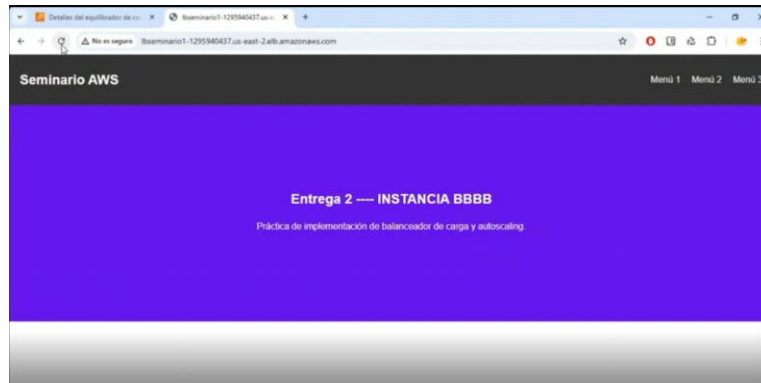 Detalles del equilibrador de co
lbseminario1-1295940437.us-e
No es seguro
lbseminario1-1295940437.us-east-2.elb.amazonaws.com
Seminario AWS
Menú 1 Menú 2 Menú 3
Entrega 2 ---- INSTANCIA BBBB
Práctica de implementación de balanceador de carga y autoscaling.